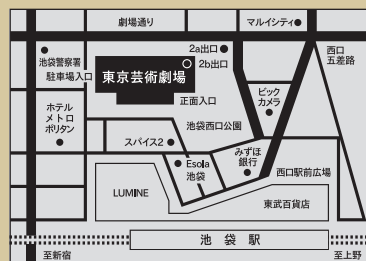 劇場通り
マルイシティ
池袋警察署
2a出口
2b出口
西口
五差路
駐車場入口
東京芸術劇場
正面入口
ビック
カメラ
ホテル
メトロ
ポリタン
池袋西口公園
スパイス2
Esola
池袋
みずほ
銀行
西口駅前広場
LUMINE
東武百貨店
池袋駅
至新宿
至上野